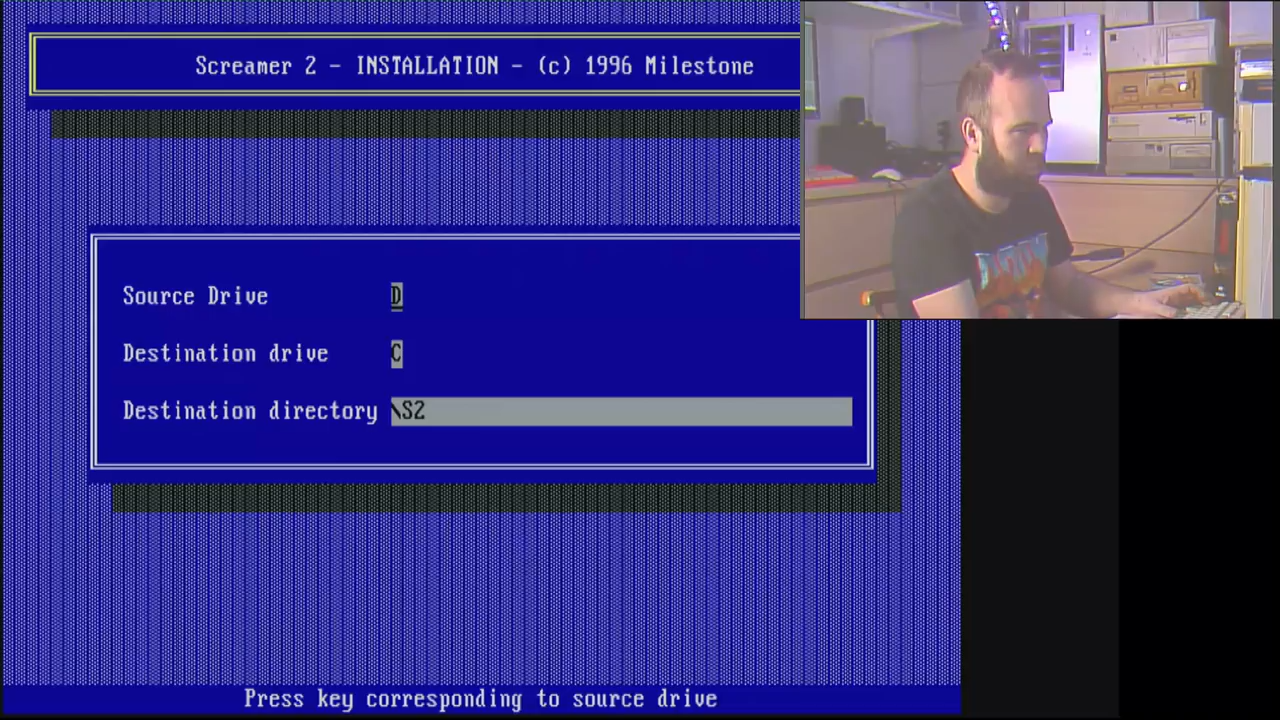 Screamer 2 - INSTALLATION - (c) 1996 Milestone
Source Drive D
Destination drive C
Destination directory \S2
Press key corresponding to source drive